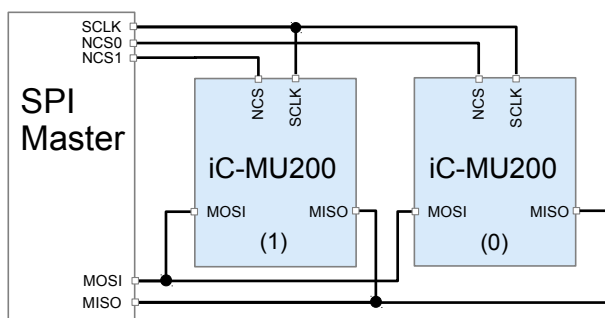 SCLK
NCS0
NCS1
SPI
Master
NCS
SCLK
iC-MU200
MOSI
MISO
(1)
NCS
SCLK
iC-MU200
MOSI
MISO
(0)
MOSI
MISO